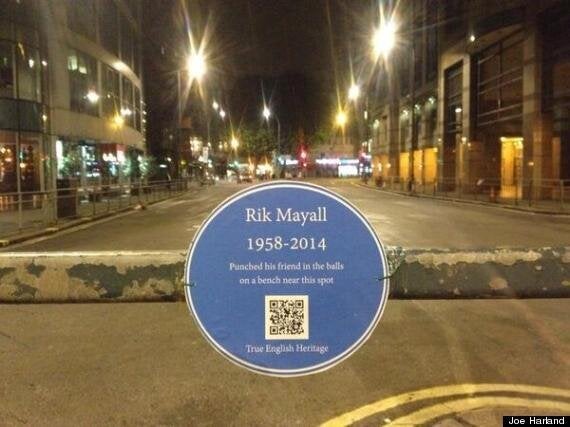 Rik Mayall
1958-2014
Punched his friend in the balls
on a bench near this spot
True English Heritage
Joe Harland